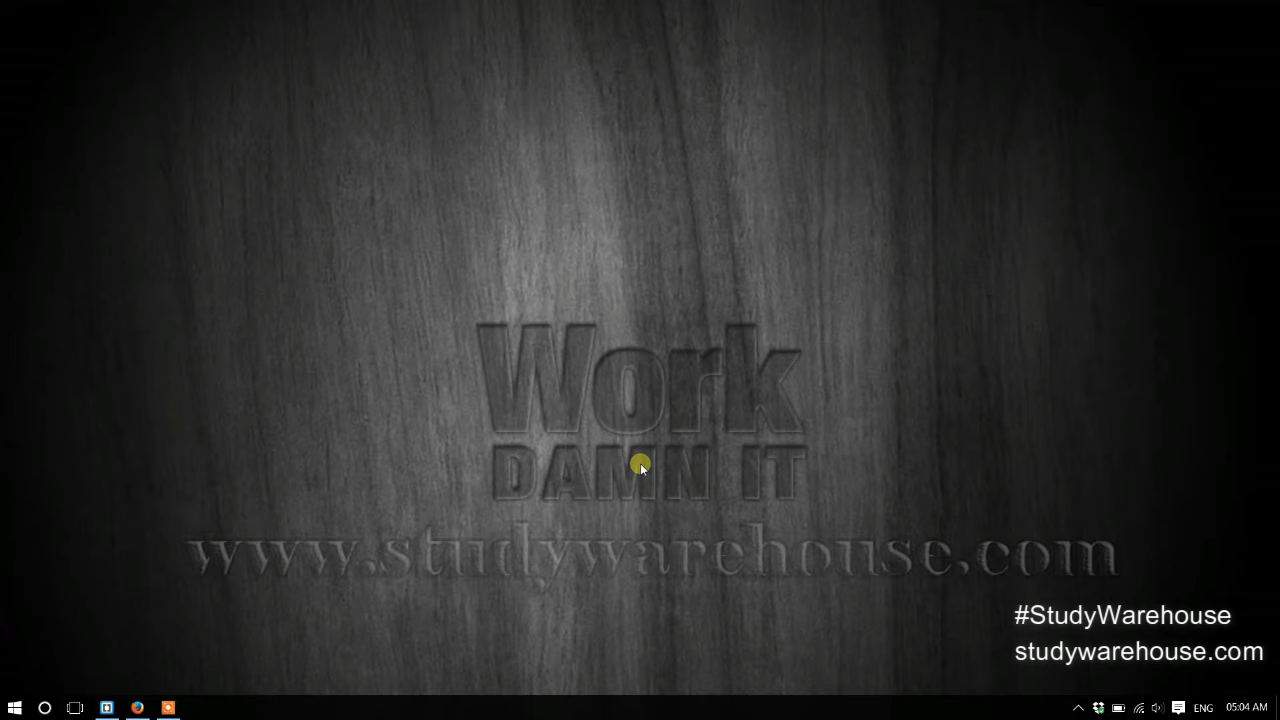 Work
DAMN IT
www.studywarehouse.com
#StudyWarehouse
studywarehouse.com
ENG
05:04 AM